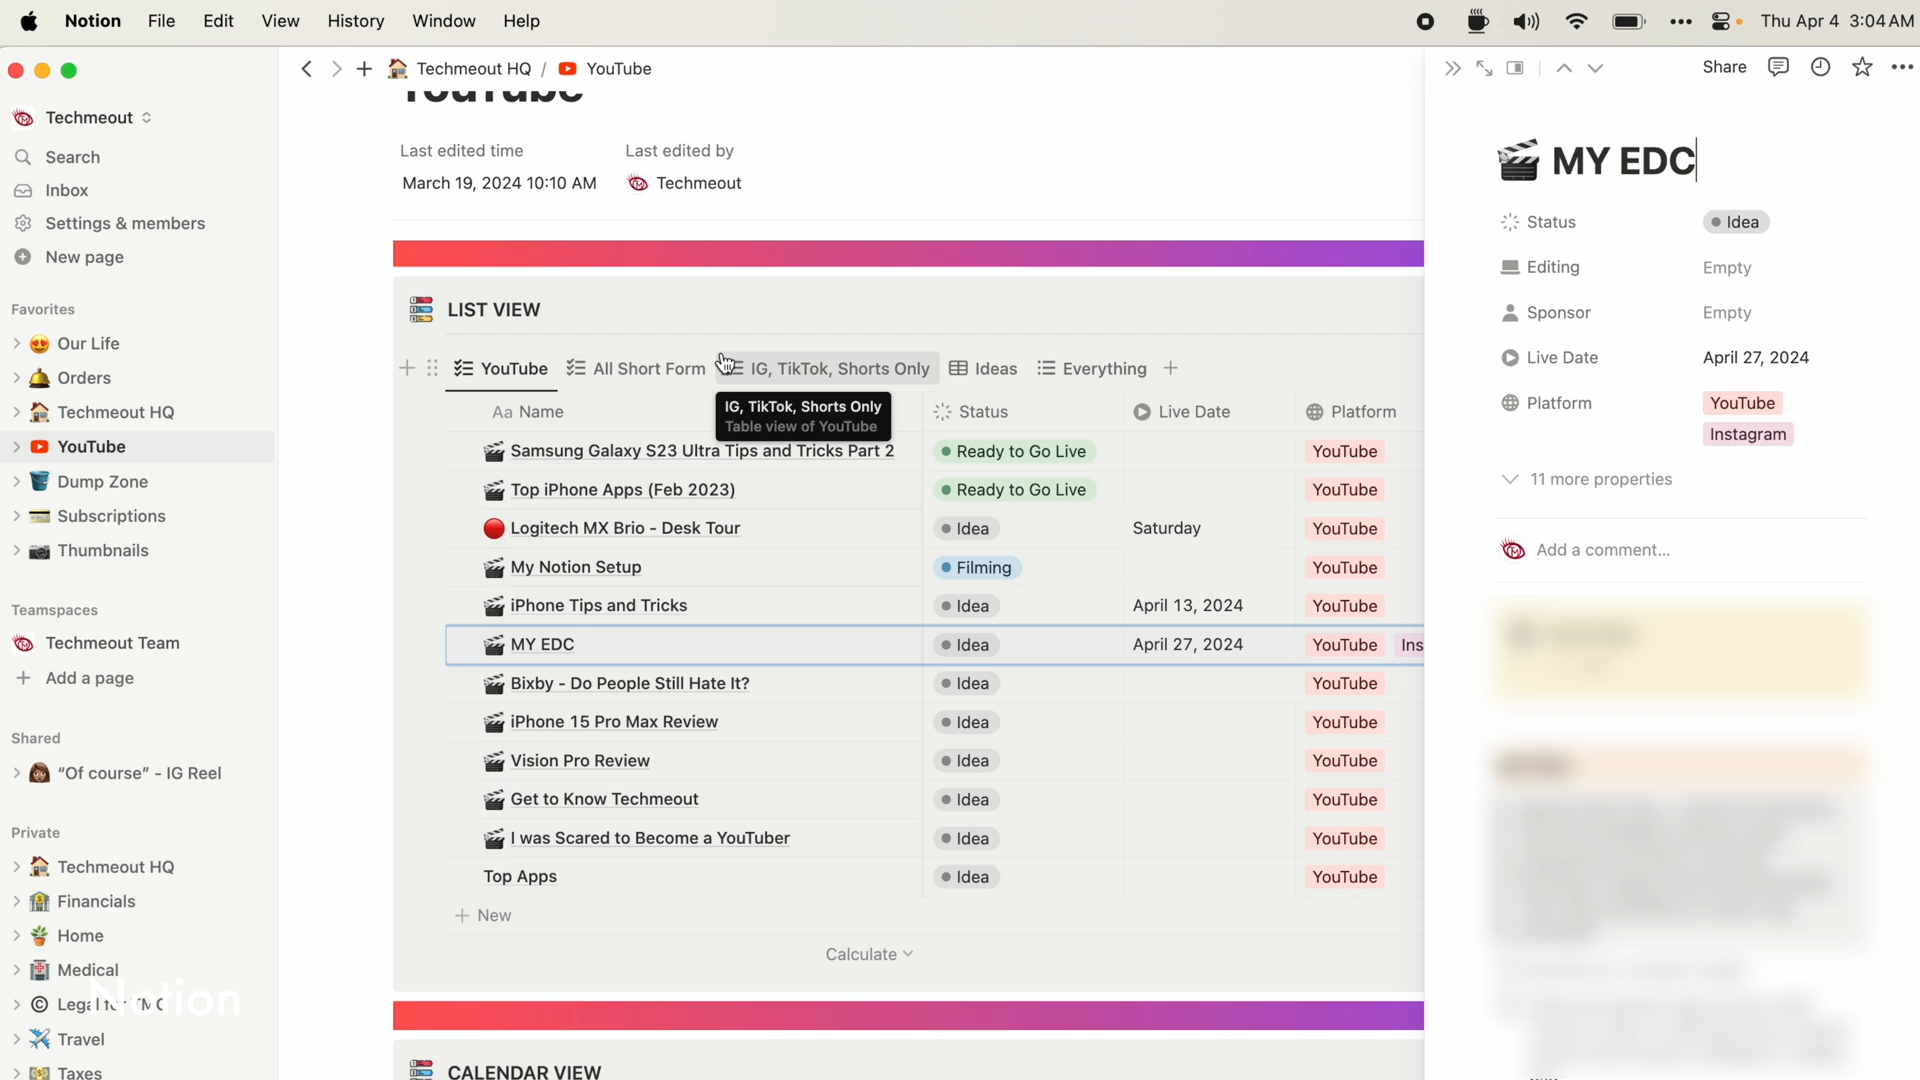 Notion File Edit View History Window Help Thu Apr 4 3:04 AM
Techmeout HQ / YouTube
Share
Techmeout
Search
Inbox
Settings & members
New page
Favorites
Our Life
Orders
Techmeout HQ
YouTube
Dump Zone
Subscriptions
Thumbnails
Teamspaces
Techmeout Team
Add a page
Shared
“Of course” - IG Reel
Private
Techmeout HQ
Financials
Home
Medical
Legal for TMO
Travel
Taxes
Notion
YouTube
Last edited time Last edited by
March 19, 2024 10:10 AM Techmeout
LIST VIEW
YouTube All Short Form IG, TikTok, Shorts Only Ideas Everything
IG, TikTok, Shorts Only
Table view of YouTube
Aa Name Status Live Date Platform
Samsung Galaxy S23 Ultra Tips and Tricks Part 2 Ready to Go Live YouTube
Top iPhone Apps (Feb 2023) Ready to Go Live YouTube
Logitech MX Brio - Desk Tour Idea Saturday YouTube
My Notion Setup Filming YouTube
iPhone Tips and Tricks Idea April 13, 2024 YouTube
MY EDC Idea April 27, 2024 YouTube Ins
Bixby - Do People Still Hate It? Idea YouTube
iPhone 15 Pro Max Review Idea YouTube
Vision Pro Review Idea YouTube
Get to Know Techmeout Idea YouTube
I was Scared to Become a YouTuber Idea YouTube
Top Apps Idea YouTube
New
Calculate
CALENDAR VIEW
MY EDC
Status Idea
Editing Empty
Sponsor Empty
Live Date April 27, 2024
Platform YouTube
Instagram
11 more properties
Add a comment...